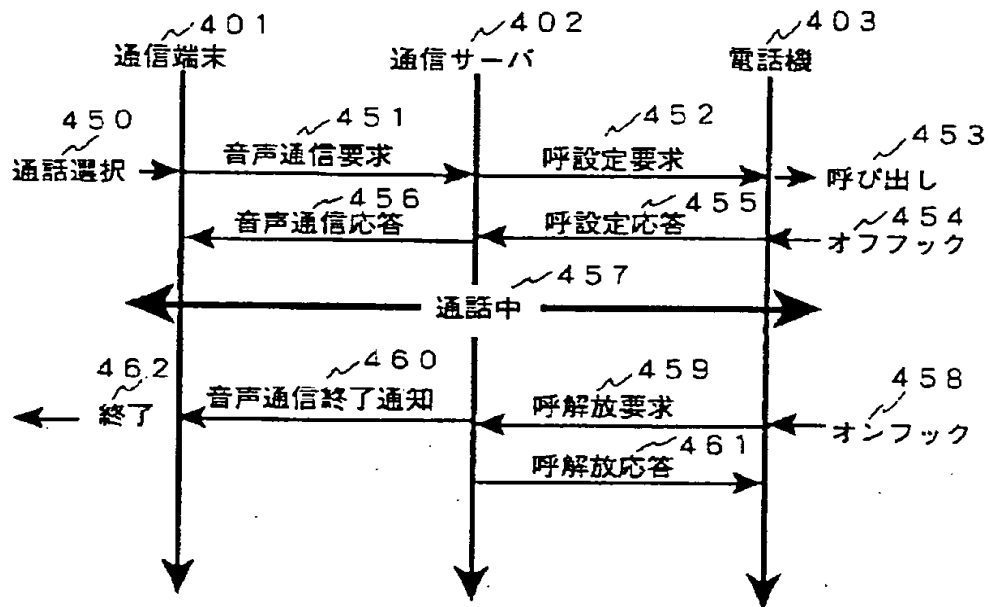 401 402 403
通信端末 通信サーバ 電話機
450 451 452 453
通話選択 音声通信要求 呼設定要求 呼び出し
456 455 454
音声通信応答 呼設定応答 オフフック
457
通話中
462 460 459 458
終了 音声通信終了通知 呼解放要求 オンフック
461
呼解放応答